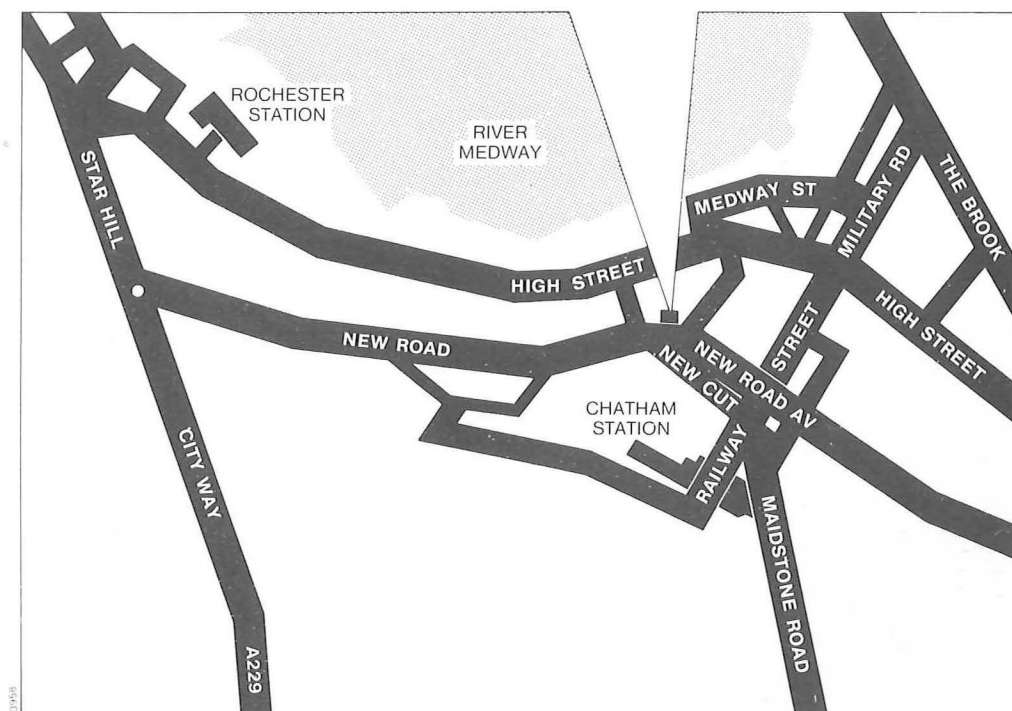 ROCHESTER
STATION
RIVER
MEDWAY
STAR HILL
MEDWAY ST
MILITARY RD
THE BROOK
HIGH STREET
HIGH STREET
NEW ROAD
NEW CUT
NEW ROAD AV
RAILWAY STREET
CHATHAM
STATION
CITY WAY
MAIDSTONE ROAD
A229
3958